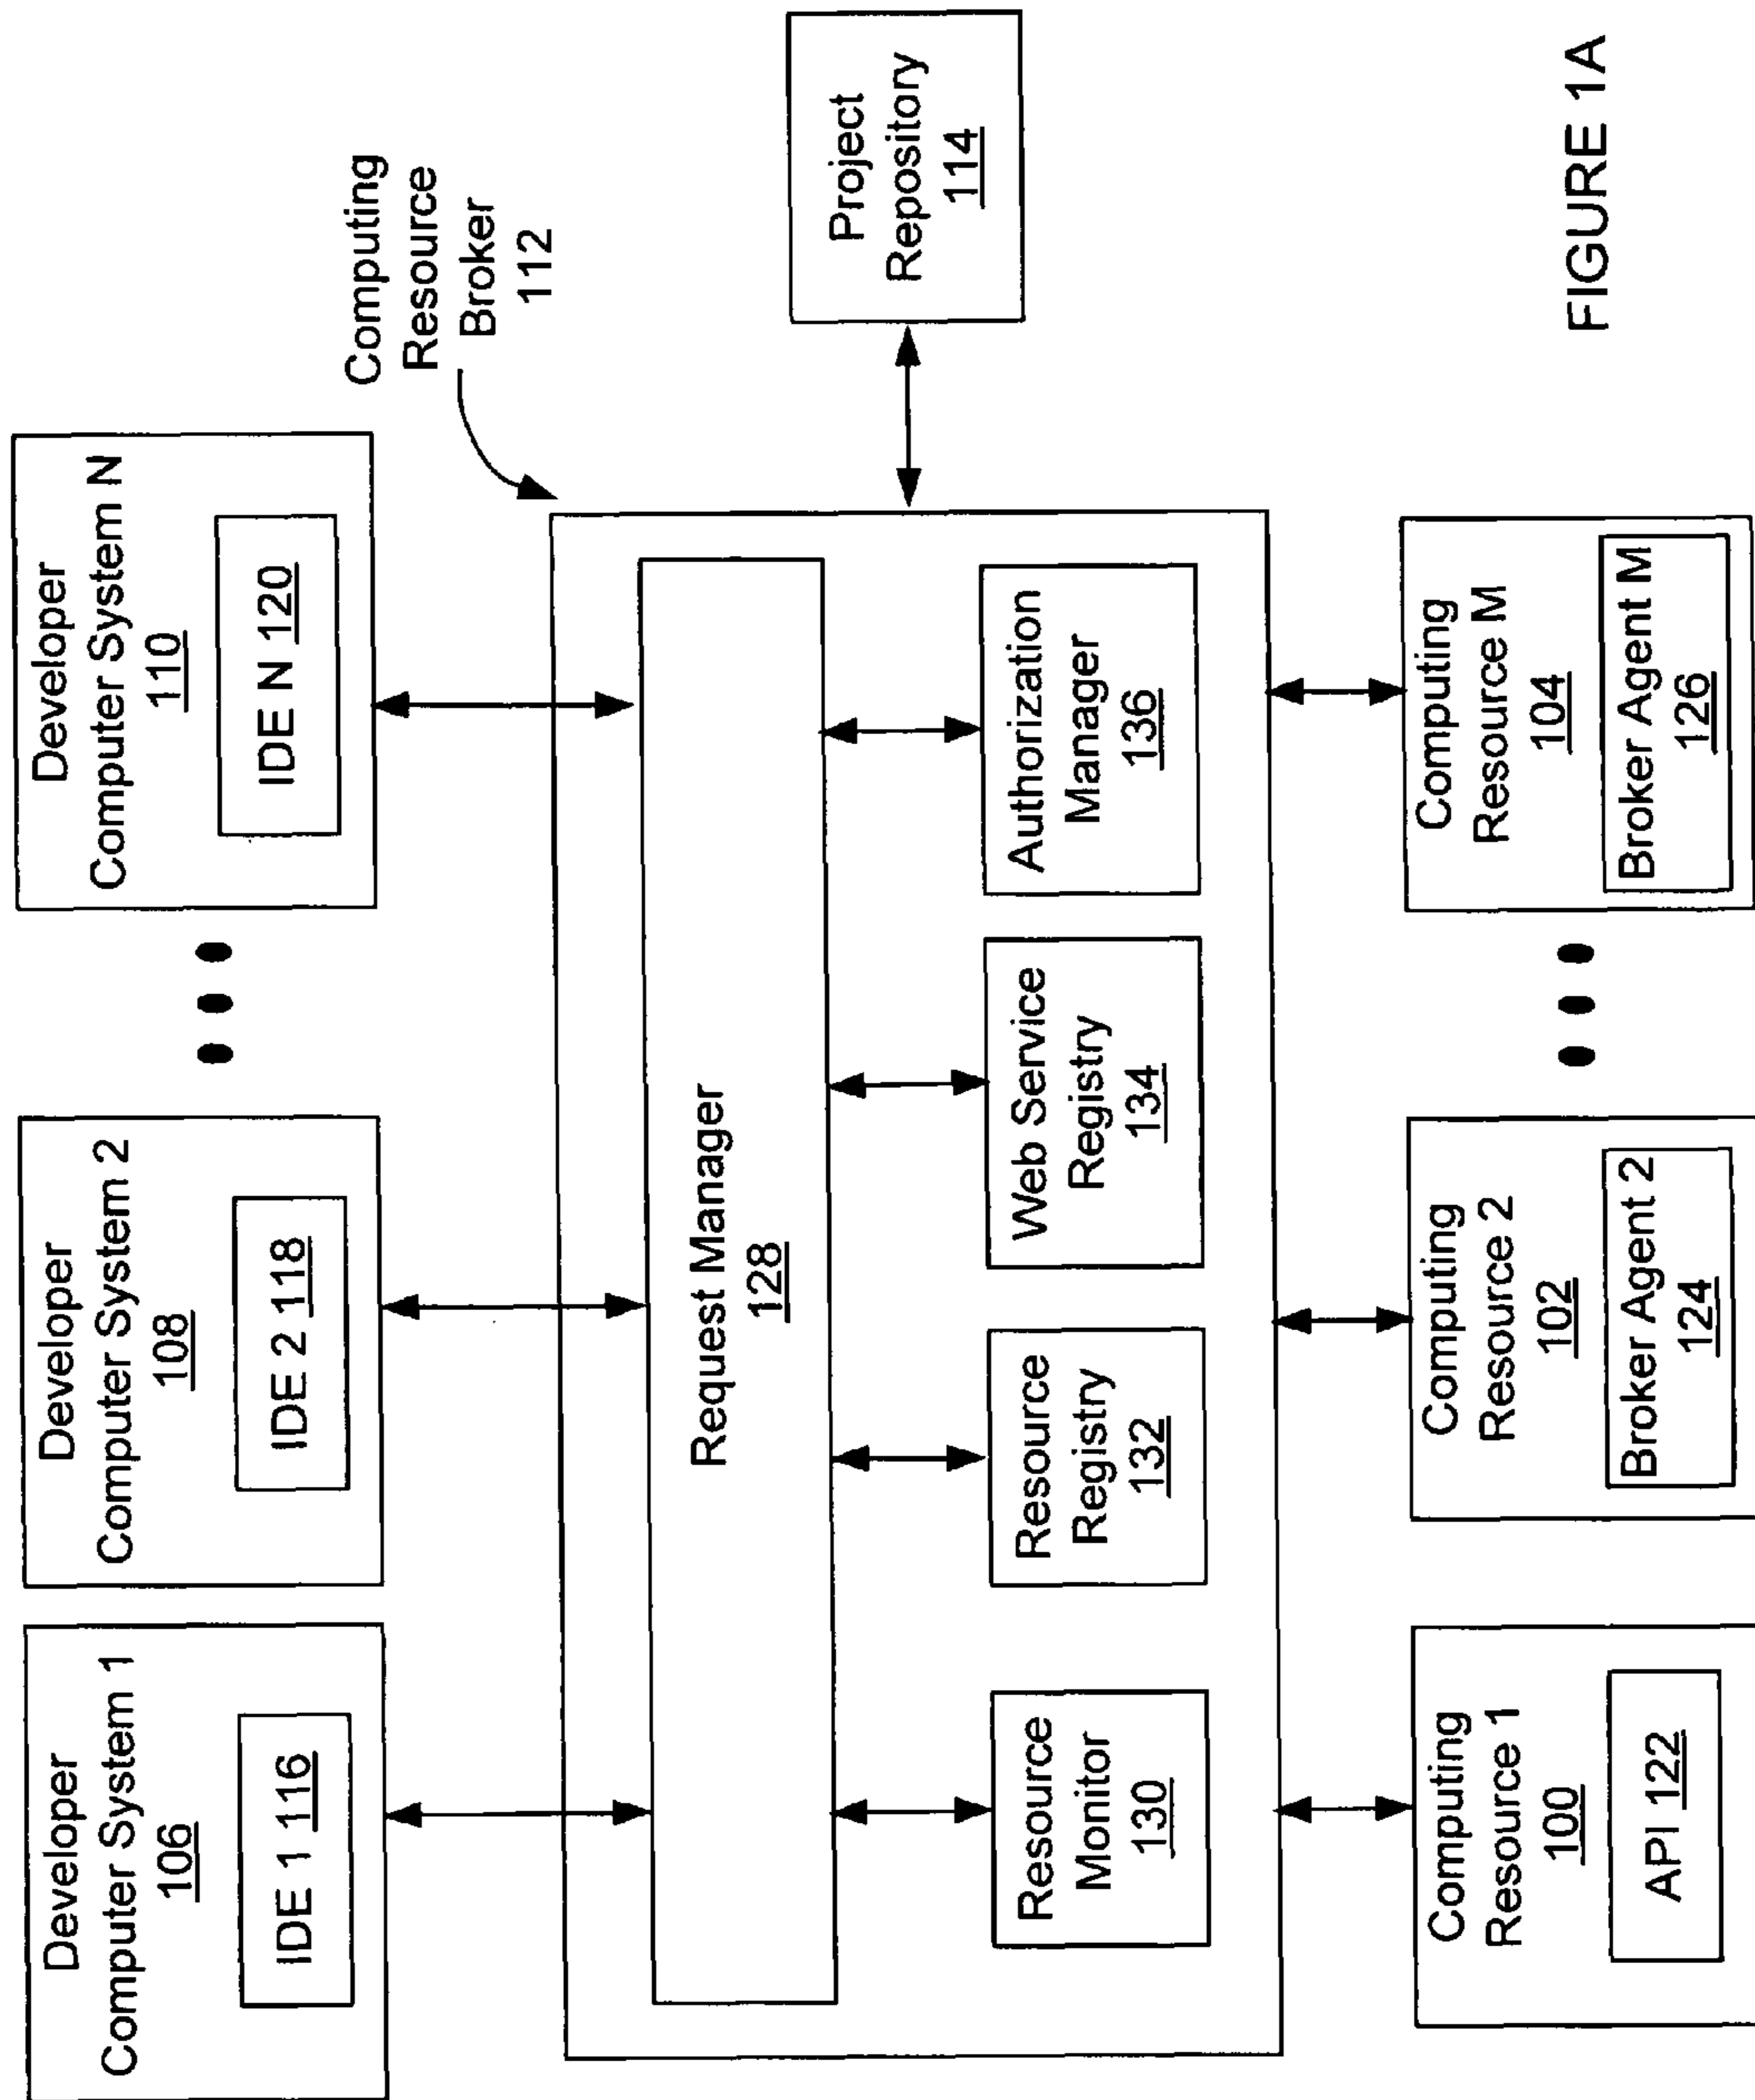 Developer
Computer System 1
106
IDE 1 116
Developer
Computer System 2
108
IDE 2 118
Developer
Computer System N
110
IDE N 120
Computing
Resource
Broker
112
Request Manager
128
Resource
Monitor
130
Resource
Registry
132
Web Service
Registry
134
Authorization
Manager
136
Project
Repository
114
Computing
Resource 1
100
API 122
Computing
Resource 2
102
Broker Agent 2
124
Computing
Resource M
104
Broker Agent M
126
FIGURE 1A